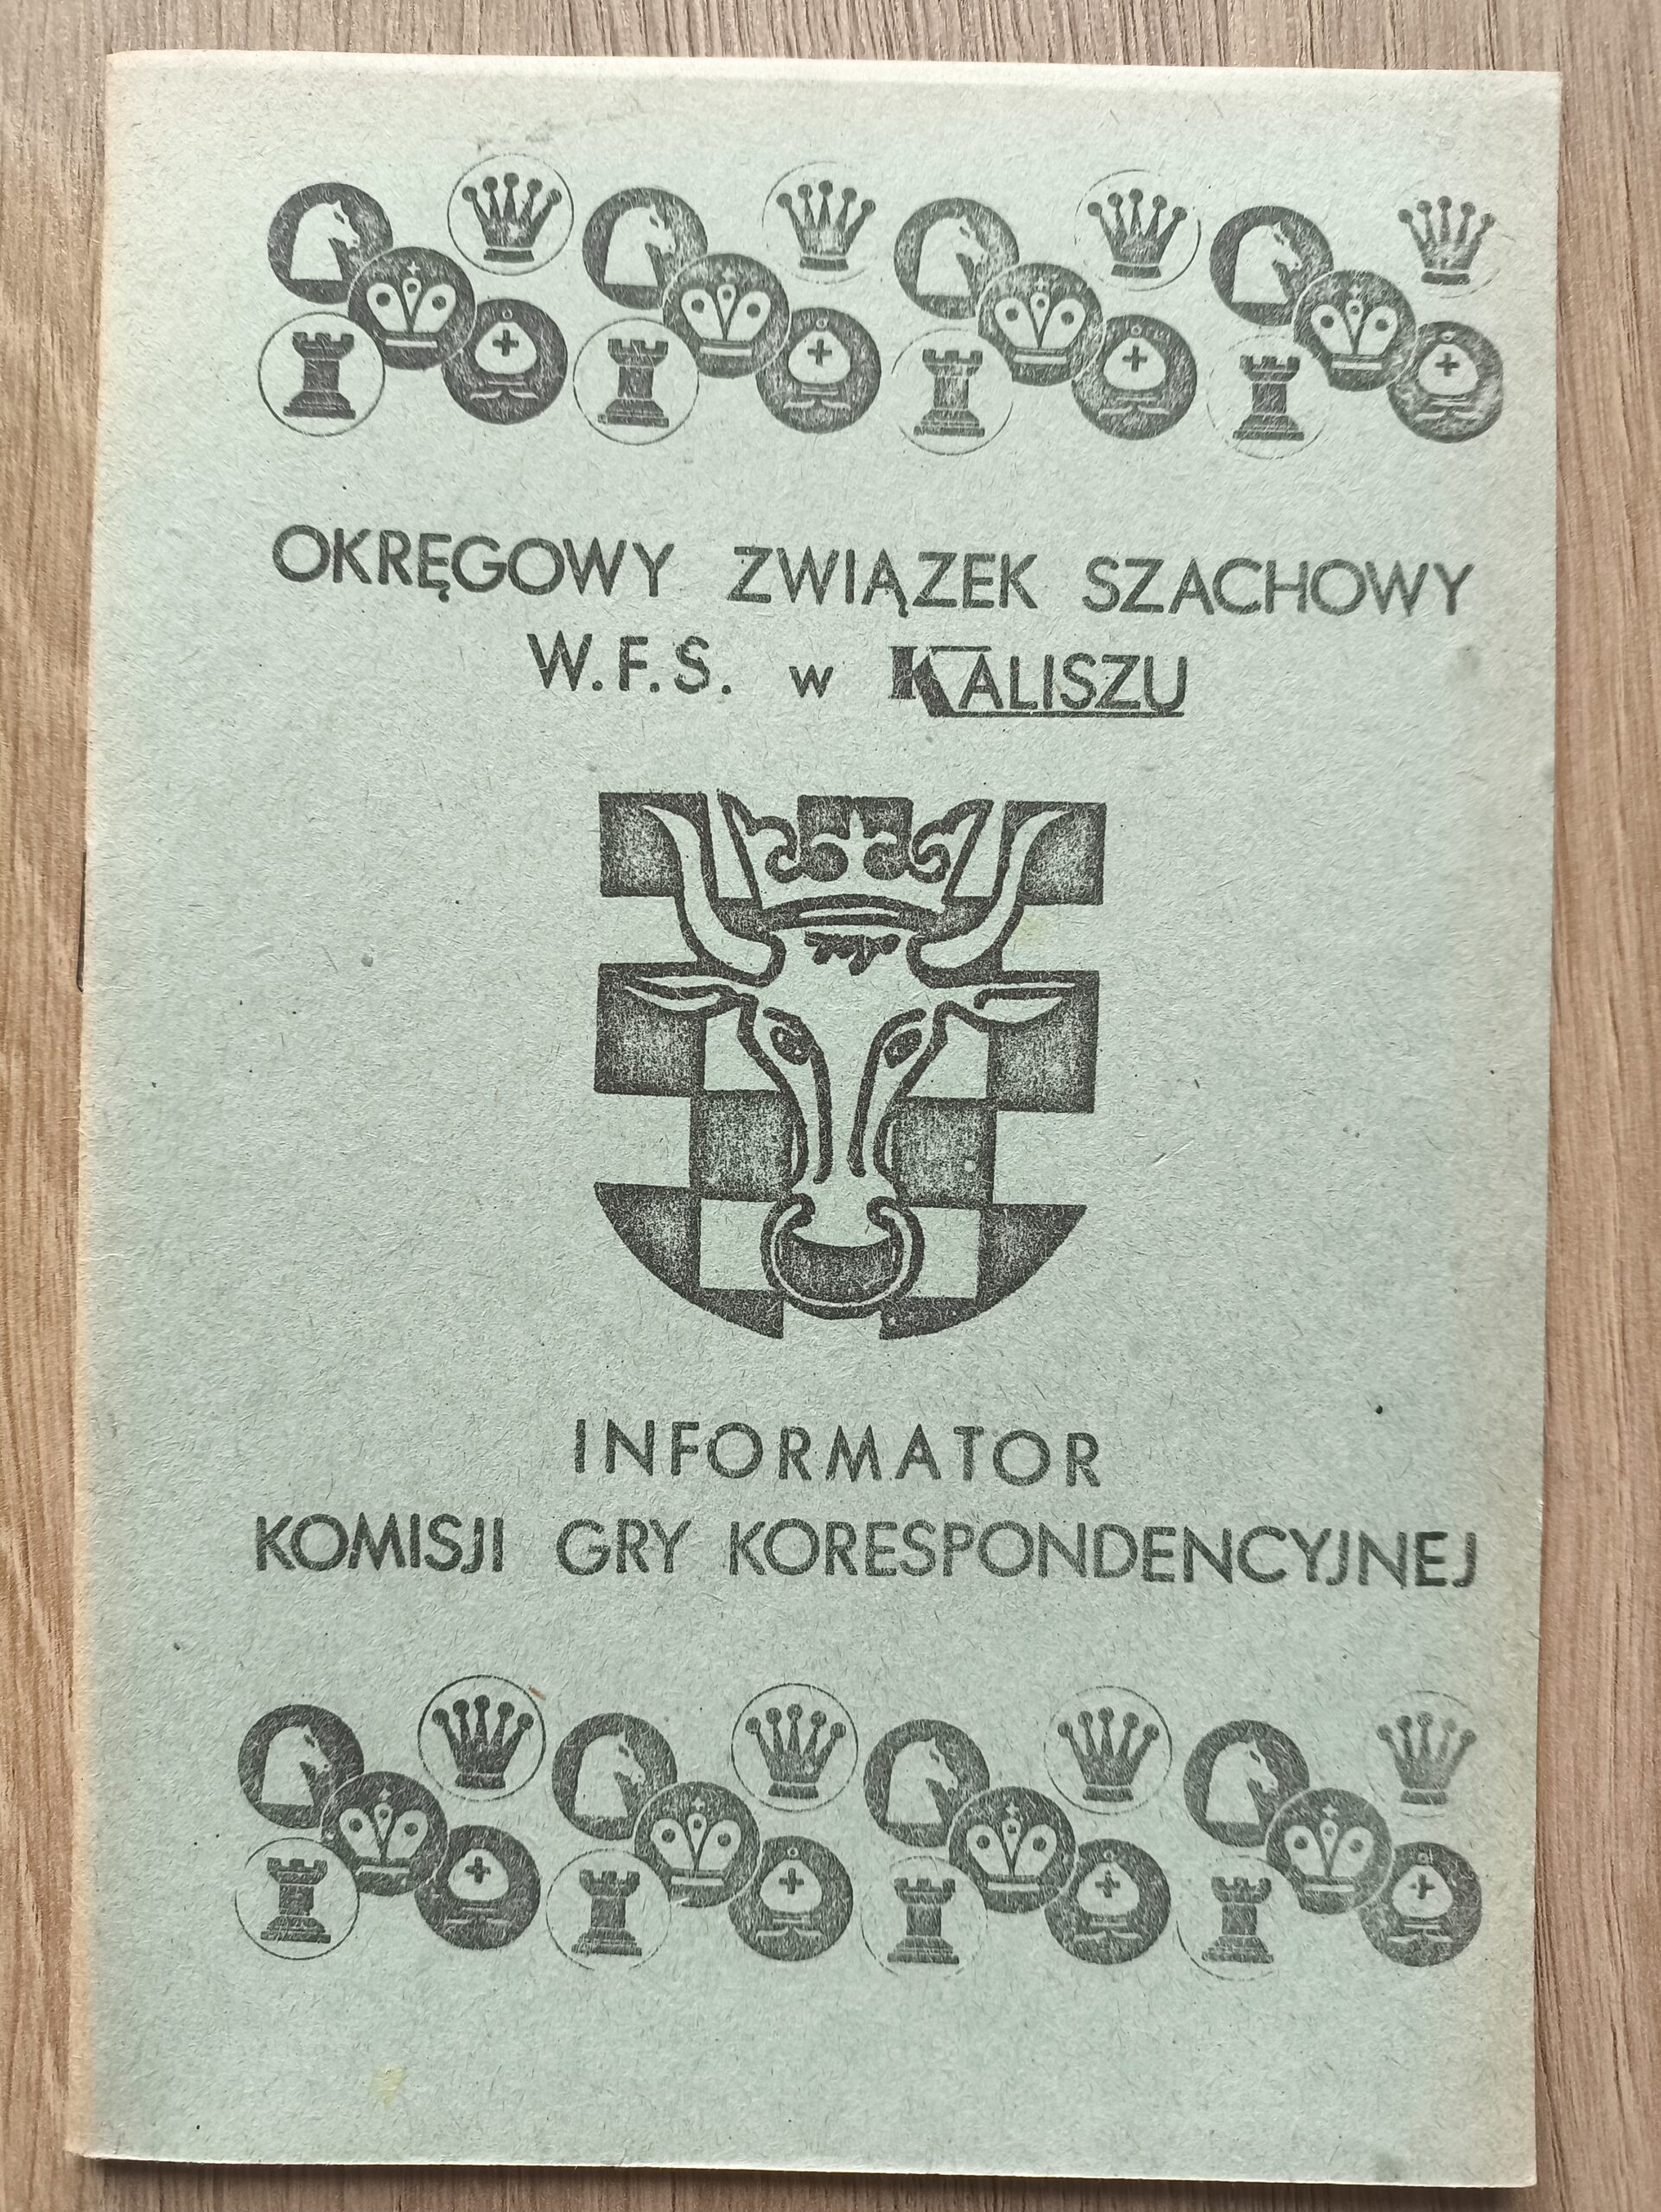 OKRĘGOWY ZWIĄZEK SZACHOWY
W.F.S. w KALISZU
INFORMATOR
KOMISJI GRY KORESPONDENCYJNEJ